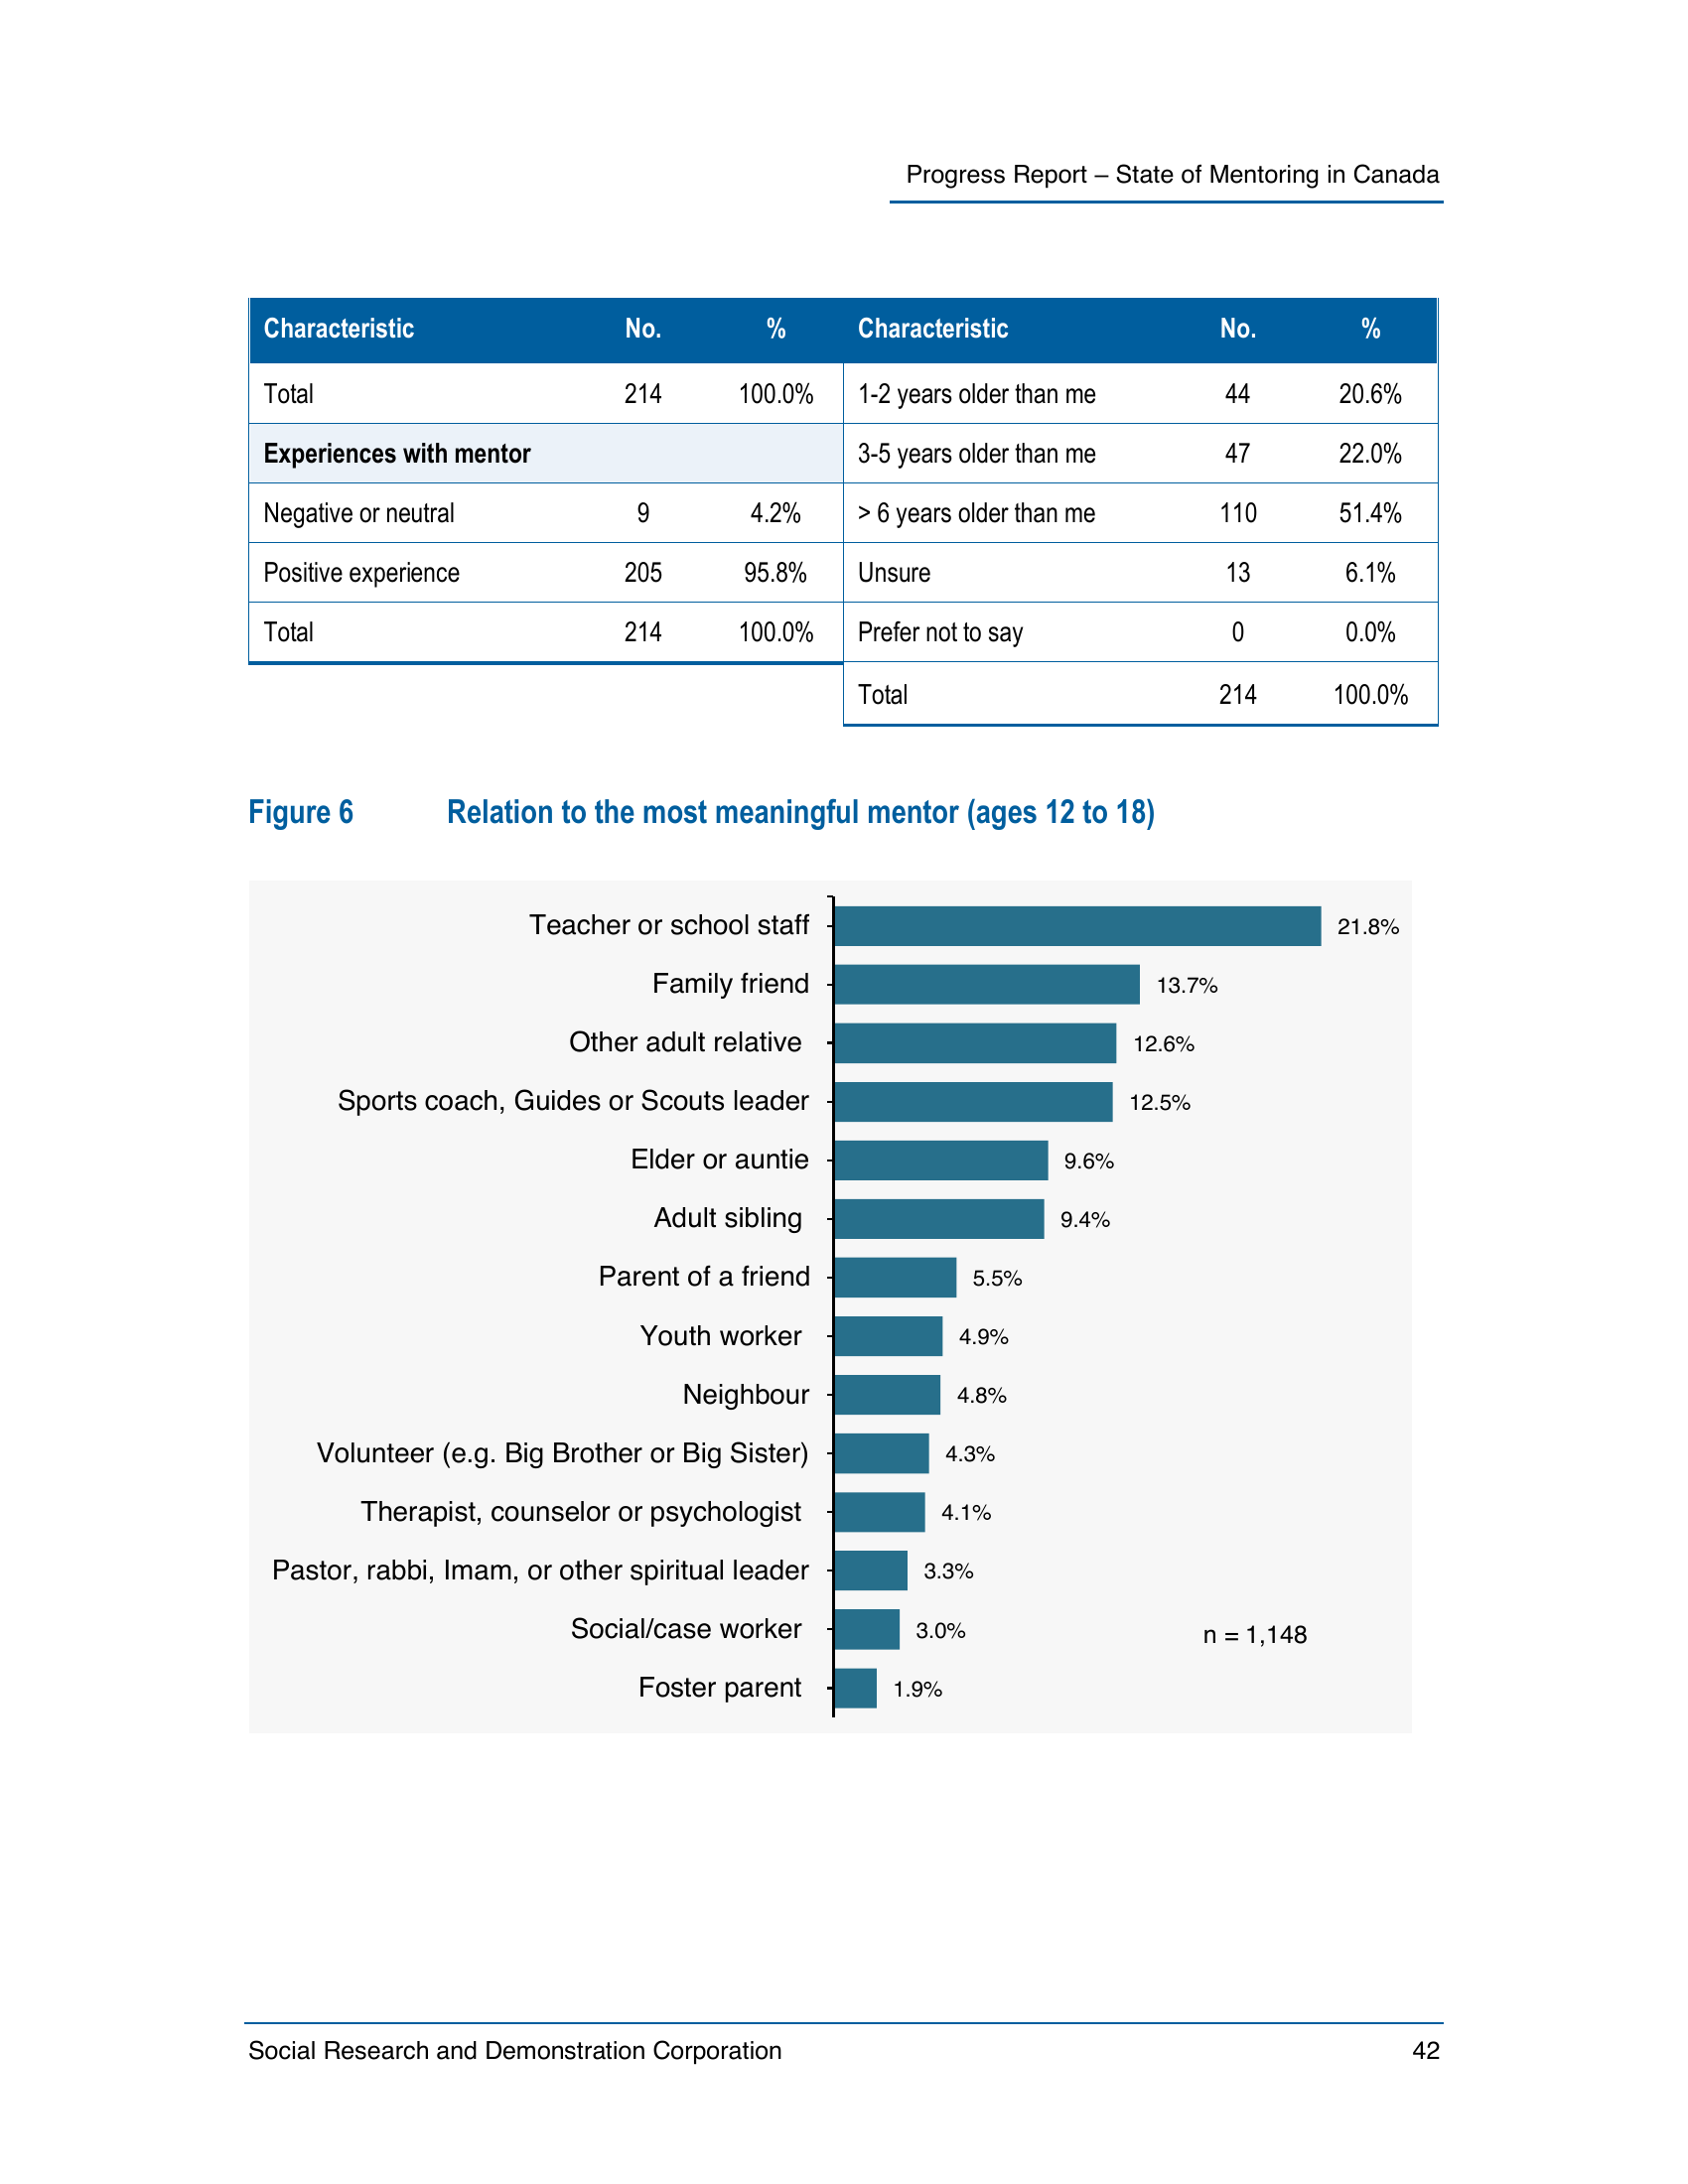 Progress Report – State of Mentoring in Canada
Characteristic No. % Characteristic No. %
Total 214 100.0% 1-2 years older than me 44 20.6%
Experiences with mentor 3-5 years older than me 47 22.0%
Negative or neutral 9 4.2% > 6 years older than me 110 51.4%
Positive experience 205 95.8% Unsure 13 6.1%
Total 214 100.0% Prefer not to say 0 0.0%
Total 214 100.0%
Figure 6 Relation to the most meaningful mentor (ages 12 to 18)
Teacher or school staff 21.8%
Family friend 13.7%
Other adult relative 12.6%
Sports coach, Guides or Scouts leader 12.5%
Elder or auntie 9.6%
Adult sibling 9.4%
Parent of a friend 5.5%
Youth worker 4.9%
Neighbour 4.8%
Volunteer (e.g. Big Brother or Big Sister) 4.3%
Therapist, counselor or psychologist 4.1%
Pastor, rabbi, Imam, or other spiritual leader 3.3%
Social/case worker 3.0% n = 1,148
Foster parent 1.9%
Social Research and Demonstration Corporation 42